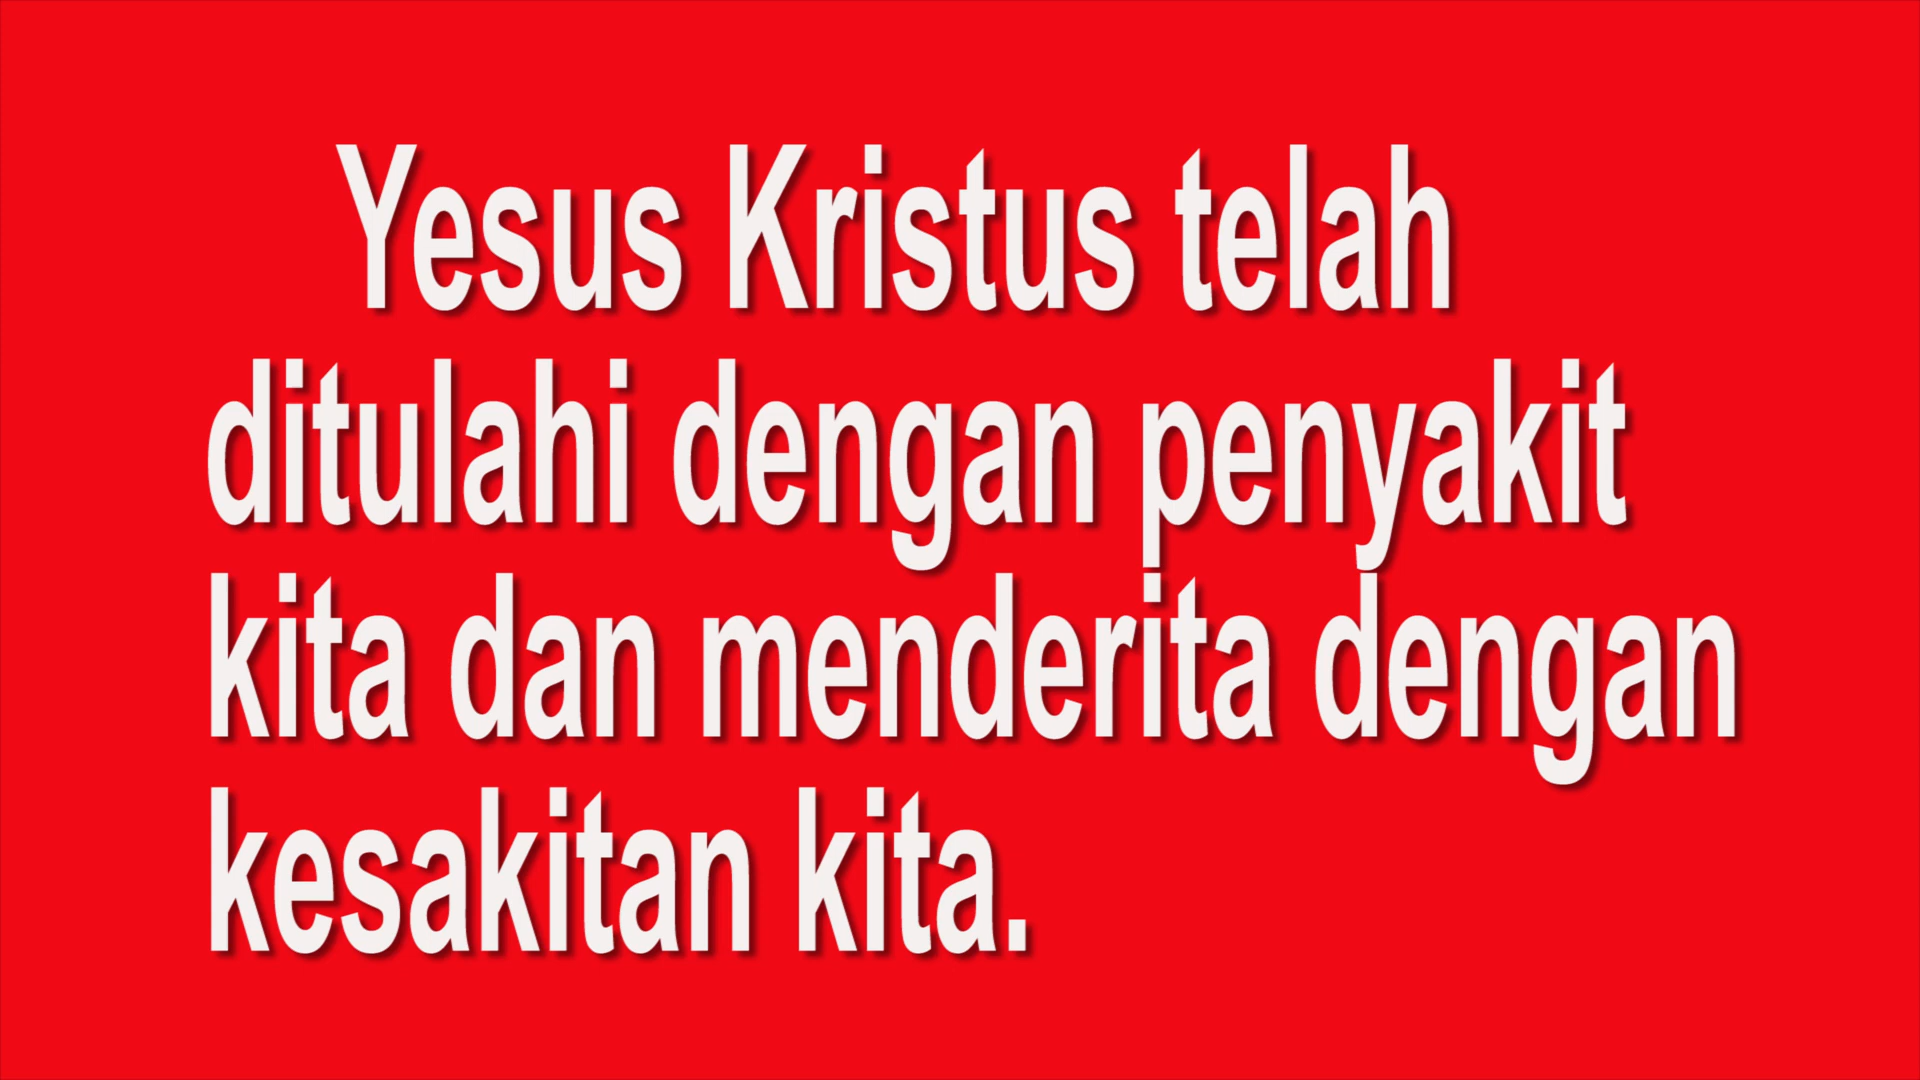 Yesus Kristus telah
ditulahi dengan penyakit
kita dan menderita dengan
kesakitan kita.